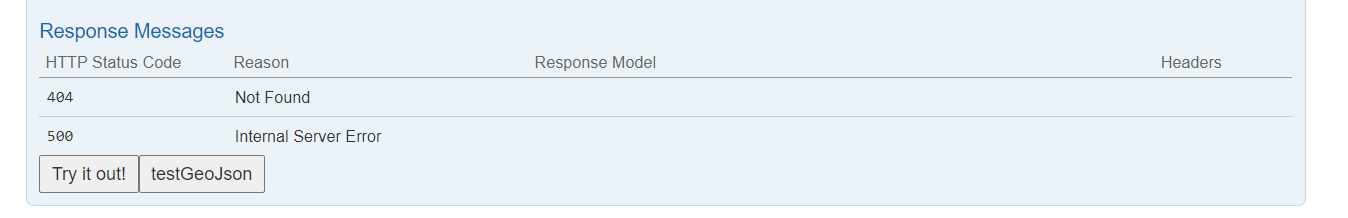 Response Messages
HTTP Status Code Reason Response Model Headers
404 Not Found
500 Internal Server Error
Try it out! testGeoJson